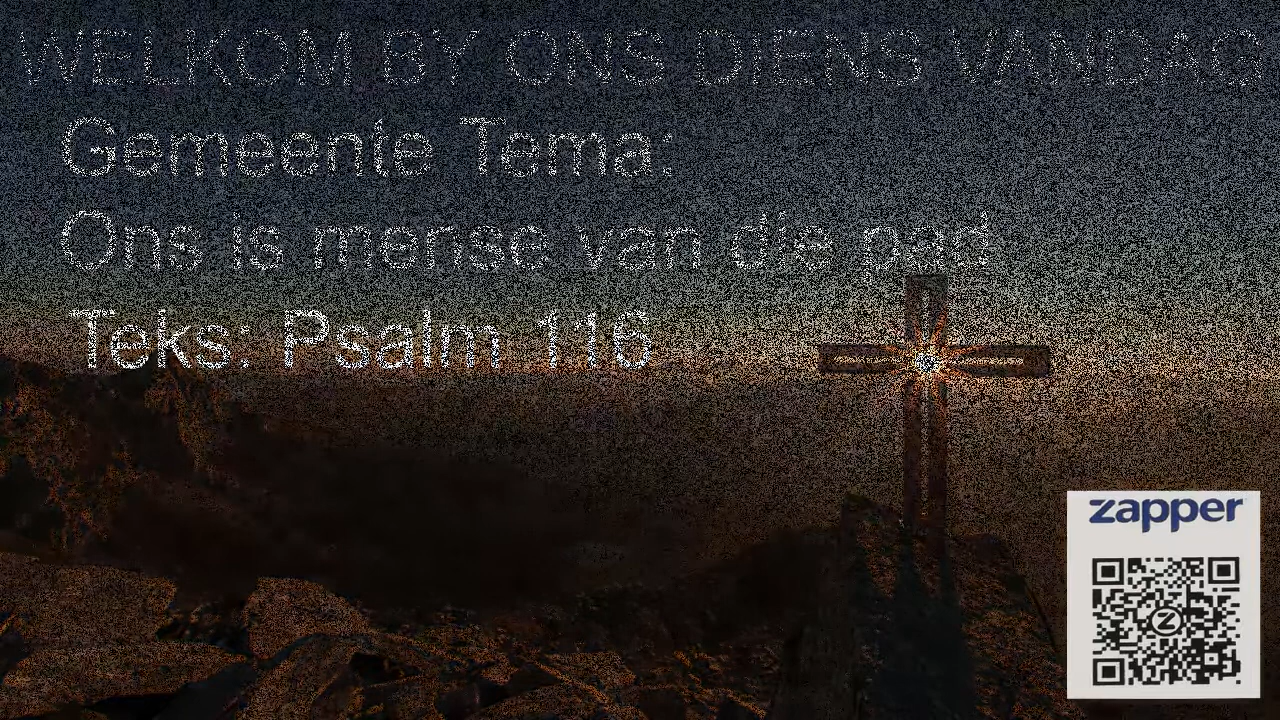 WELKOM BY ONS DIENS VANDAG
Gemeente Tema:
Ons is mense van die pad
Teks: Psalm 116
zapper